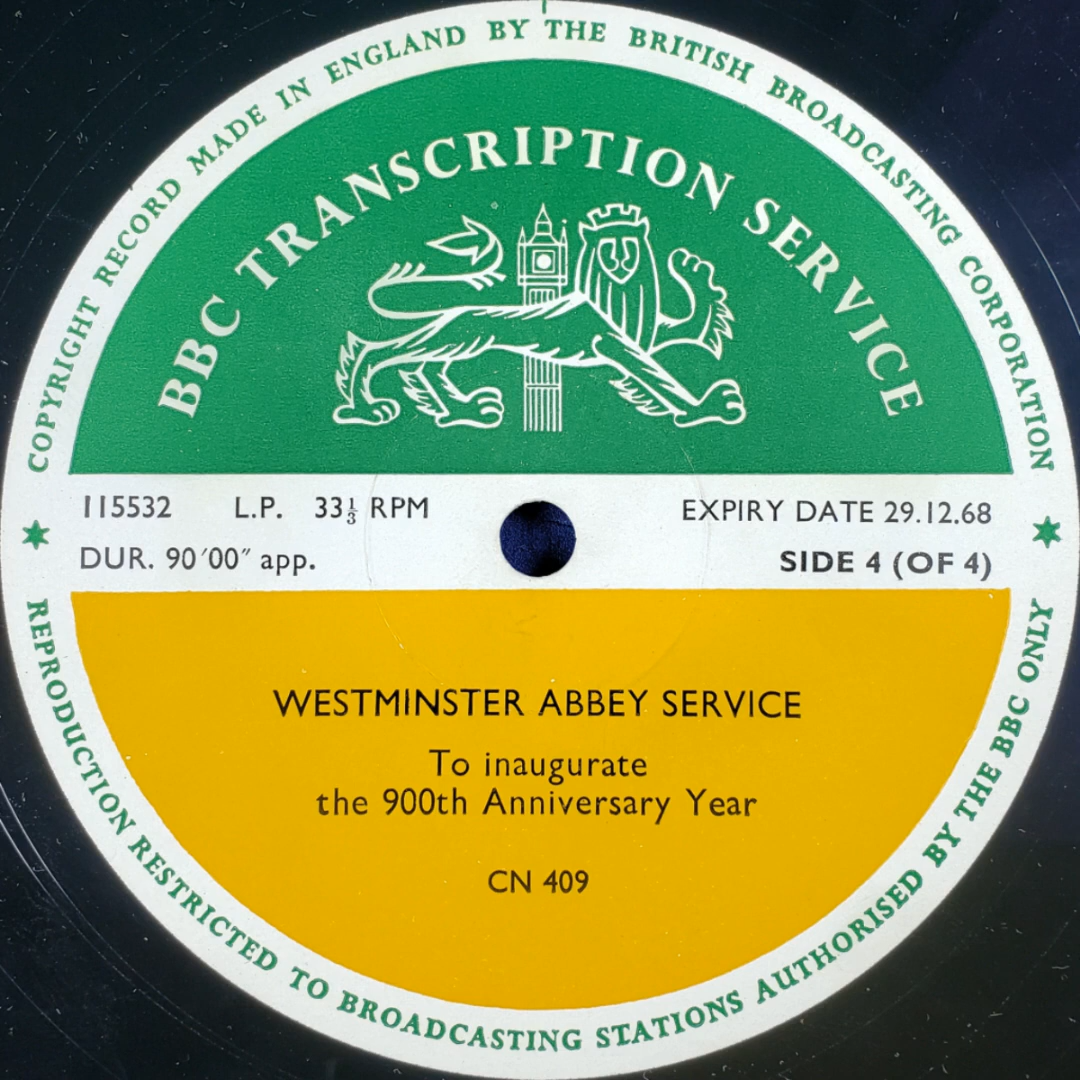 COPYRIGHT RECORD MADE IN ENGLAND BY THE BRITISH BROADCASTING CORPORATION
BBC TRANSCRIPTION SERVICE
115532 L.P. 33⅓ RPM EXPIRY DATE 29.12.68
DUR. 90′00″ app. SIDE 4 (OF 4)
WESTMINSTER ABBEY SERVICE
To inaugurate
the 900th Anniversary Year
CN 409
REPRODUCTION RESTRICTED TO BROADCASTING STATIONS AUTHORISED BY THE BBC ONLY